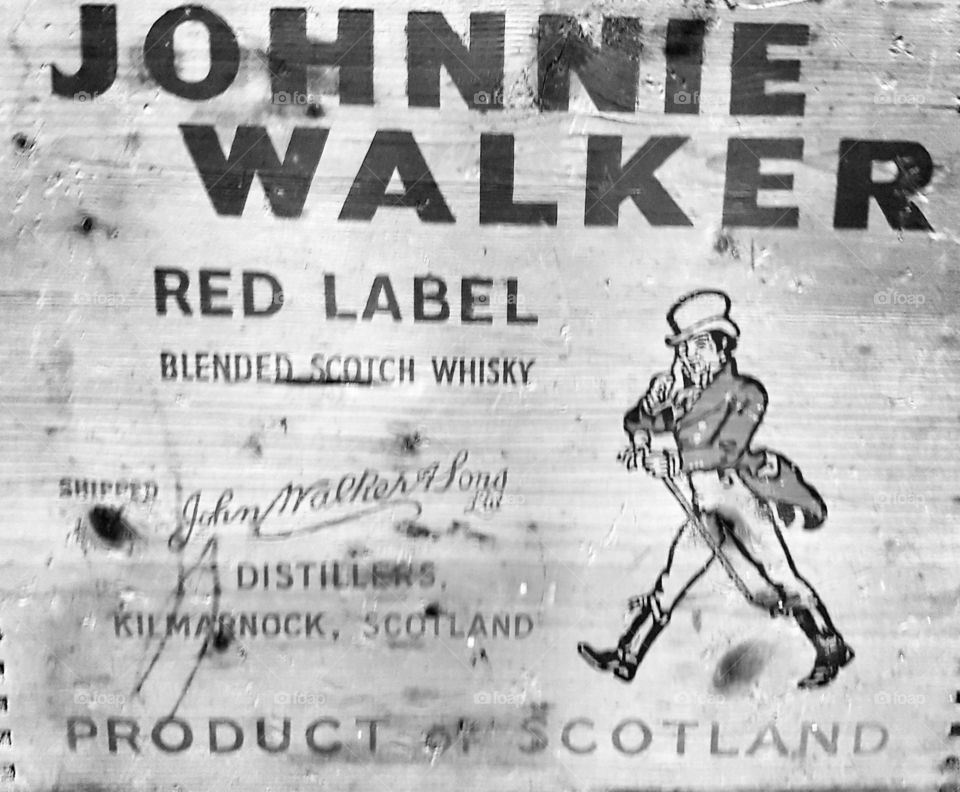 JOHNNIE
WALKER
RED LABEL
BLENDED SCOTCH WHISKY
SHIPPED
John Walker & Sons Ltd
DISTILLERS,
KILMARNOCK, SCOTLAND
PRODUCT of SCOTLAND